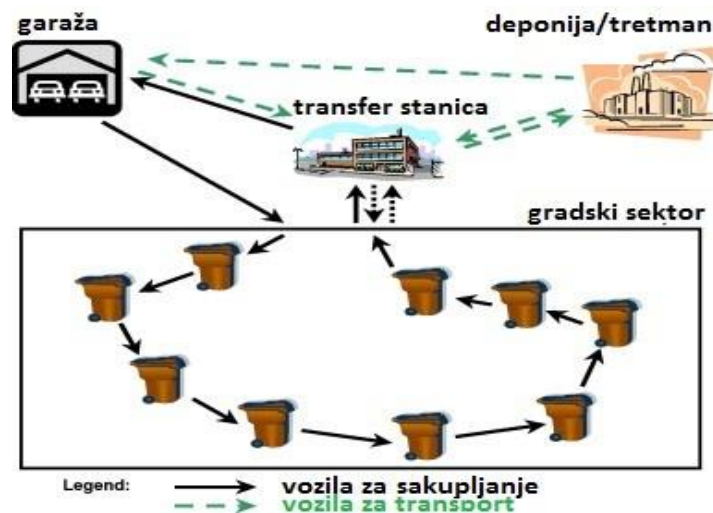 garaža
deponija/tretman
transfer stanica
gradski sektor
Legend:
vozila za sakupljanje
vozila za transport